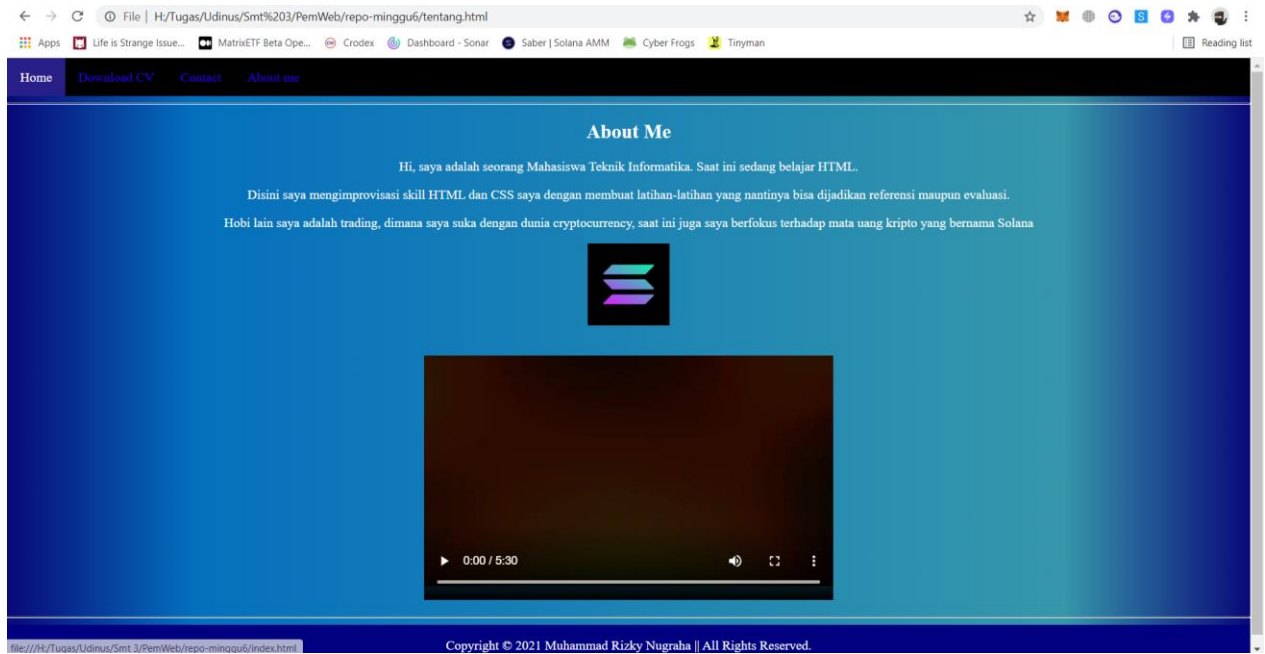 File | H:/Tugas/Udinus/Smt%203/PemWeb/repo-minggu6/tentang.html
Apps Life is Strange Issue... MatrixETF Beta Ope... Crodex Dashboard - Sonar Saber | Solana AMM Cyber Frogs Tinyman Reading list
Home Download CV Contact About me
About Me
Hi, saya adalah seorang Mahasiswa Teknik Informatika. Saat ini sedang belajar HTML.
Disini saya mengimprovisasi skill HTML dan CSS saya dengan membuat latihan-latihan yang nantinya bisa dijadikan referensi maupun evaluasi.
Hobi lain saya adalah trading, dimana saya suka dengan dunia cryptocurrency, saat ini juga saya berfokus terhadap mata uang kripto yang bernama Solana
0:00 / 5:30
Copyright © 2021 Muhammad Rizky Nugraha || All Rights Reserved.
file:///H:/Tugas/Udinus/Smt 3/PemWeb/repo-minggu6/index.html